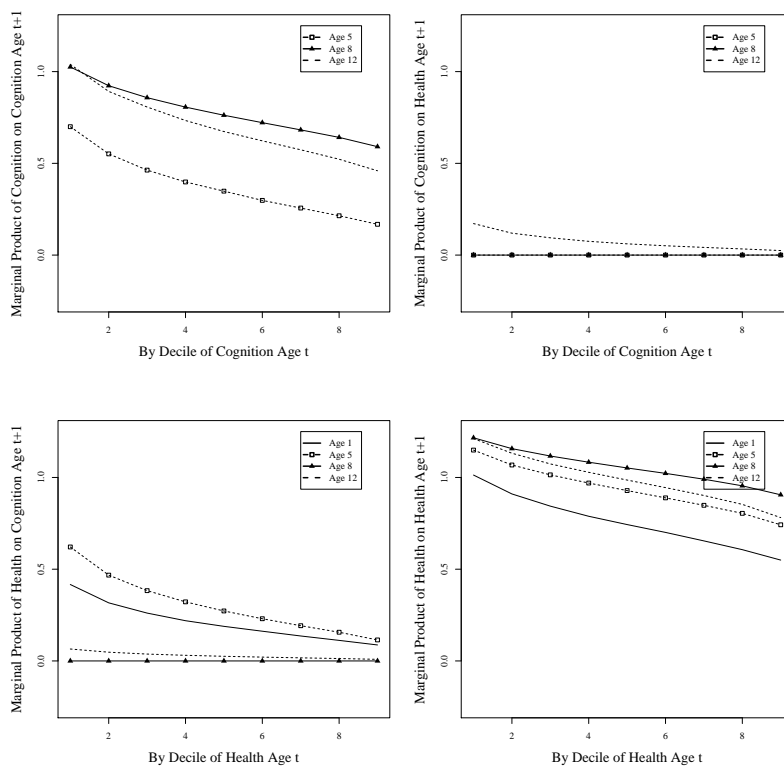 Marginal Product of Cognition on Cognition Age t+1
0.0
0.5
1.0
Age 5
Age 8
Age 12
2
4
6
8
By Decile of Cognition Age t
Marginal Product of Cognition on Health Age t+1
0.0
0.5
1.0
Age 5
Age 8
Age 12
2
4
6
8
By Decile of Cognition Age t
Marginal Product of Health on Cognition Age t+1
0.0
0.5
1.0
Age 1
Age 5
Age 8
Age 12
2
4
6
8
By Decile of Health Age t
Marginal Product of Health on Health Age t+1
0.0
0.5
1.0
Age 1
Age 5
Age 8
Age 12
2
4
6
8
By Decile of Health Age t